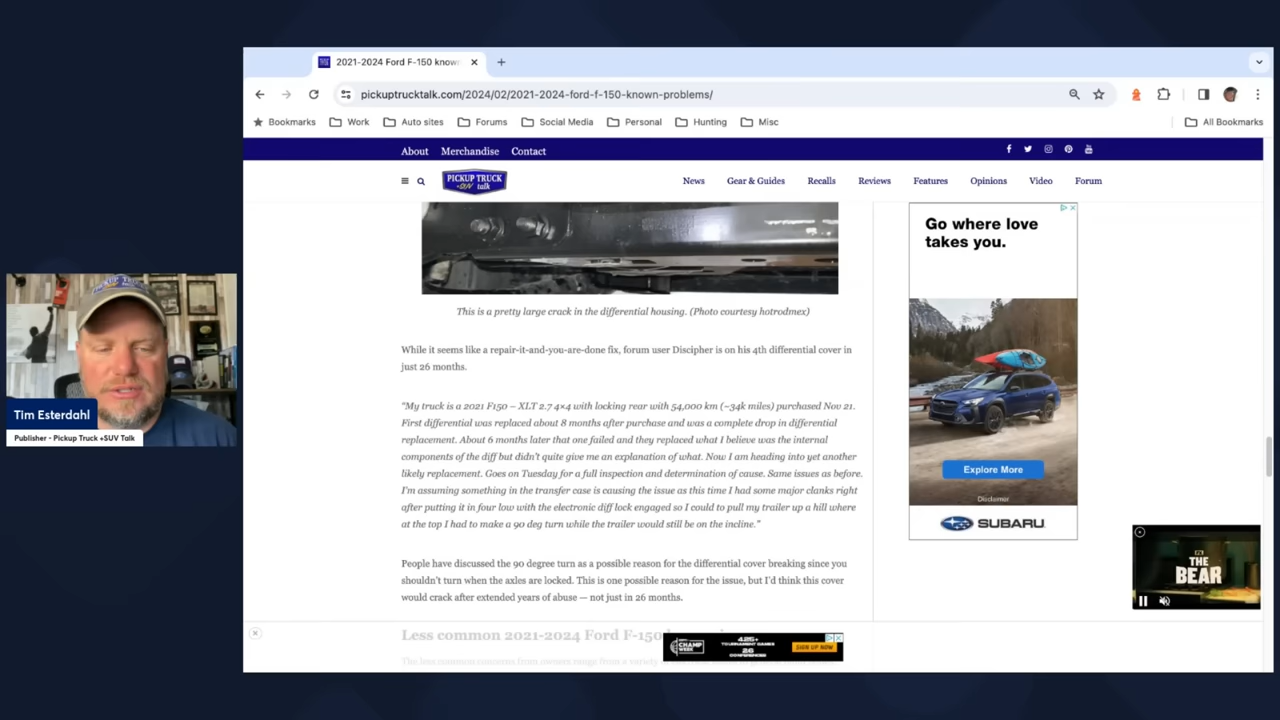 2021-2024 Ford F-150 know
pickuptrucktalk.com/2024/02/2021-2024-ford-f-150-known-problems/
Bookmarks Work Auto sites Forums Social Media Personal Hunting Misc All Bookmarks
About Merchandise Contact
PICKUP TRUCK
+SUV talk
News Gear & Guides Recalls Reviews Features Opinions Video Forum
This is a pretty large crack in the differential housing. (Photo courtesy hotrodmex)
While it seems like a repair-it-and-you-are-done fix, forum user Discipher is on his 4th differential cover in
just 26 months.
"My truck is a 2021 F150 – XLT 2.7 4×4 with locking rear with 54,000 km (~34k miles) purchased Nov 21.
First differential was replaced about 8 months after purchase and was a complete drop in differential
replacement. About 6 months later that one failed and they replaced what I believe was the internal
components of the diff but didn't quite give me an explanation of what. Now I am heading into yet another
likely replacement. Goes on Tuesday for a full inspection and determination of cause. Same issues as before.
I'm assuming something in the transfer case is causing the issue as this time I had some major clanks right
after putting it in four low with the electronic diff lock engaged so I could to pull my trailer up a hill where
at the top I had to make a 90 deg turn while the trailer would still be on the incline."
People have discussed the 90 degree turn as a possible reason for the differential cover breaking since you
shouldn't turn when the axles are locked. This is one possible reason for the issue, but I'd think this cover
would crack after extended years of abuse — not just in 26 months.
Less common 2021-2024 Ford F-150
Go where love
takes you.
Explore More
Disclaimer
SUBARU
FX
THE
BEAR
CHAMP
WEEK
425+
TOURNAMENT GAMES
26
CONFERENCES
SIGN UP NOW
Tim Esterdahl
Publisher - Pickup Truck +SUV Talk